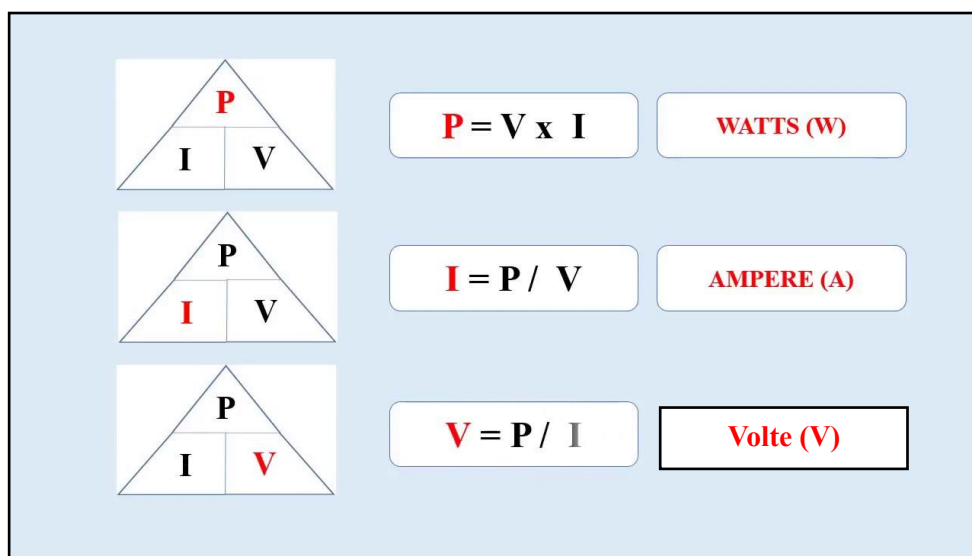 P
I V
P = V x I
WATTS (W)
P
I V
I = P / V
AMPERE (A)
P
I V
V = P / I
Volte (V)